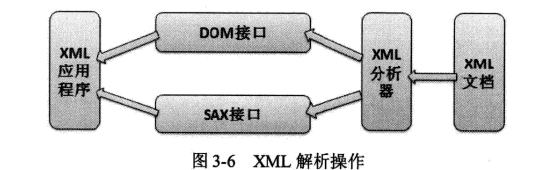 XML
应用
程序
DOM接口
SAX接口
XML
分析
器
XML
文档
图 3-6 XML 解析操作